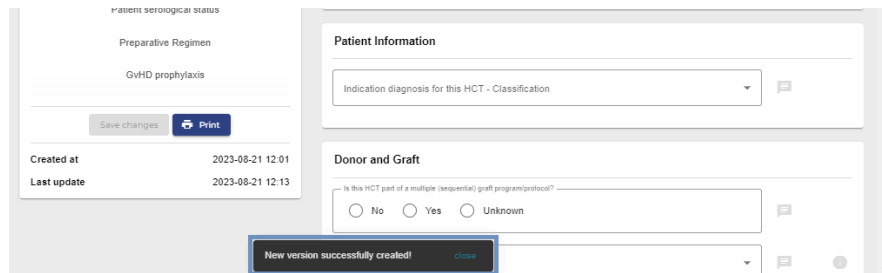 Patient serological status
Preparative Regimen
GvHD prophylaxis
Save changes
Print
Created at 2023-08-21 12:01
Last update 2023-08-21 12:13
Patient Information
Indication diagnosis for this HCT - Classification
Donor and Graft
Is this HCT part of a multiple (sequential) graft program/protocol?
No Yes Unknown
New version successfully created! close